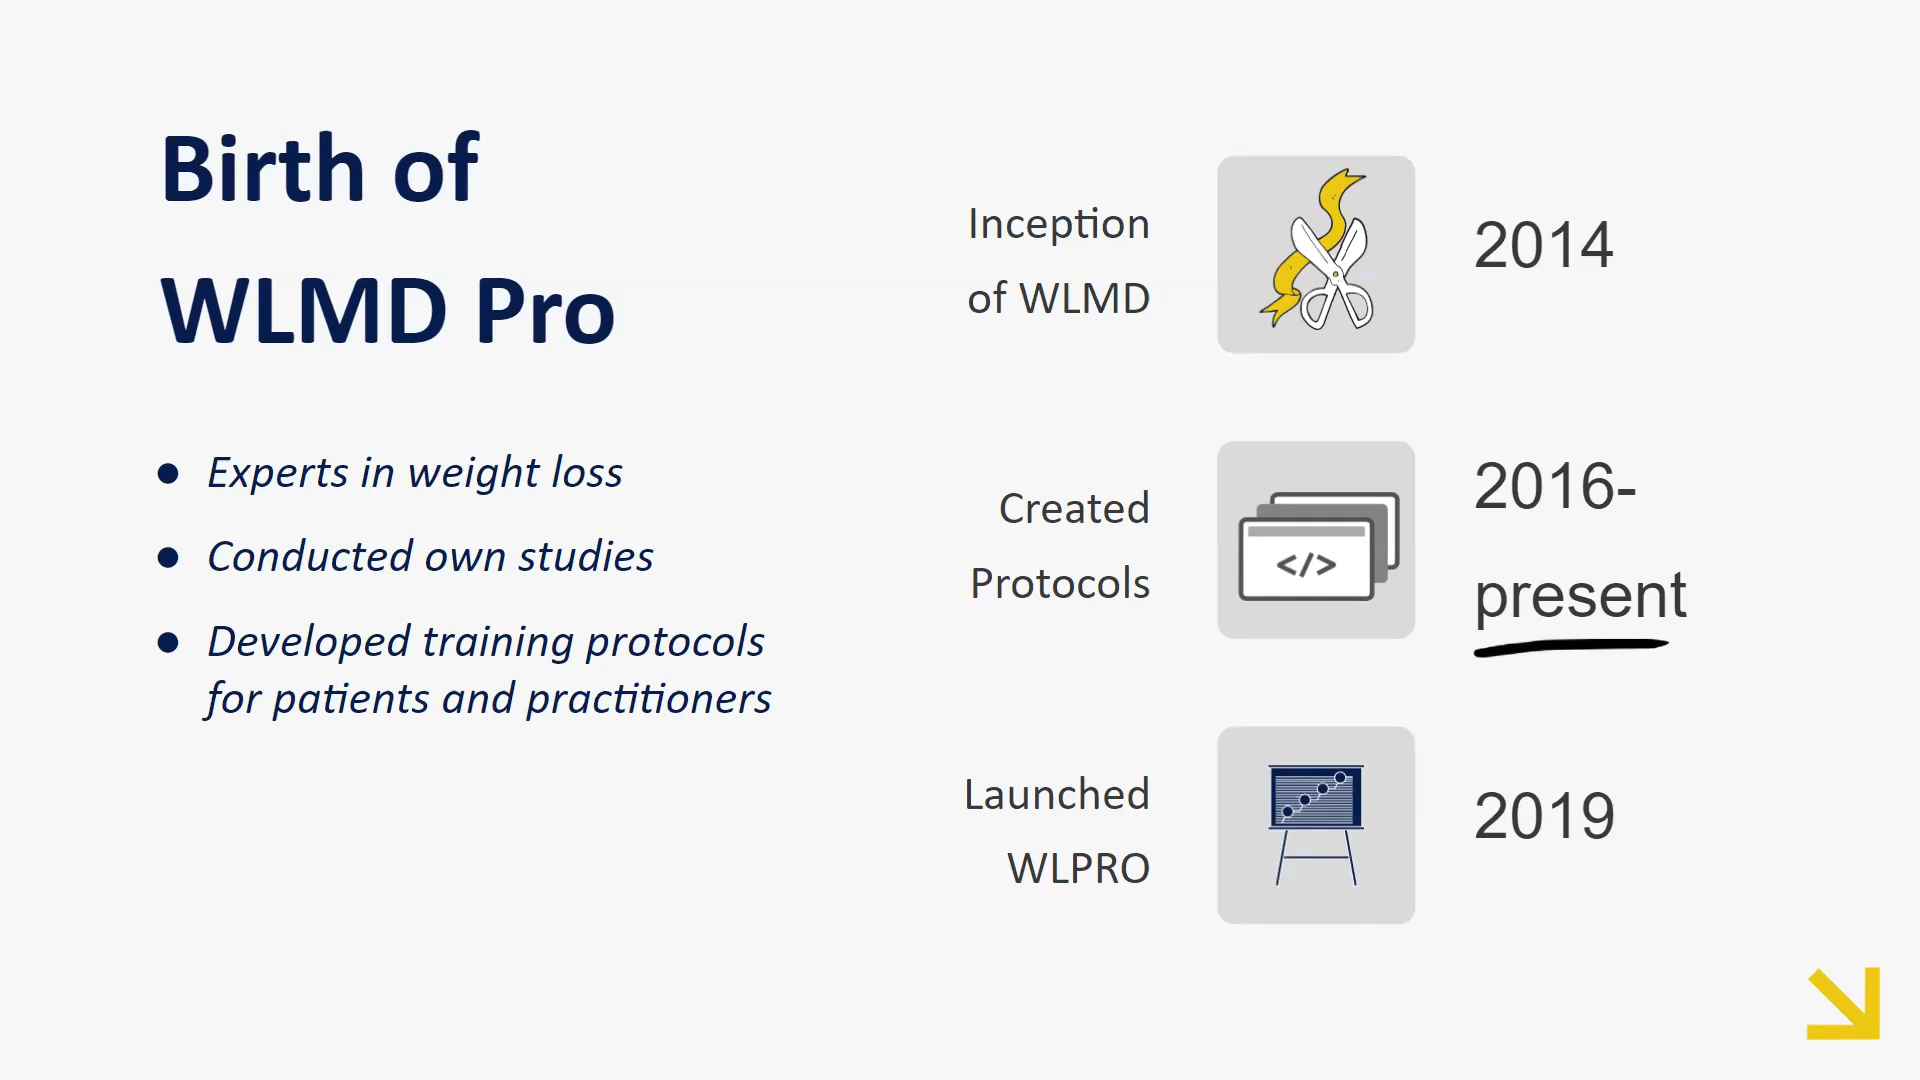 Birth of
WLMD Pro
● Experts in weight loss
● Conducted own studies
● Developed training protocols
for patients and practitioners
Inception
of WLMD
2014
Created
Protocols
</>
2016-
present
Launched
WLPRO
2019